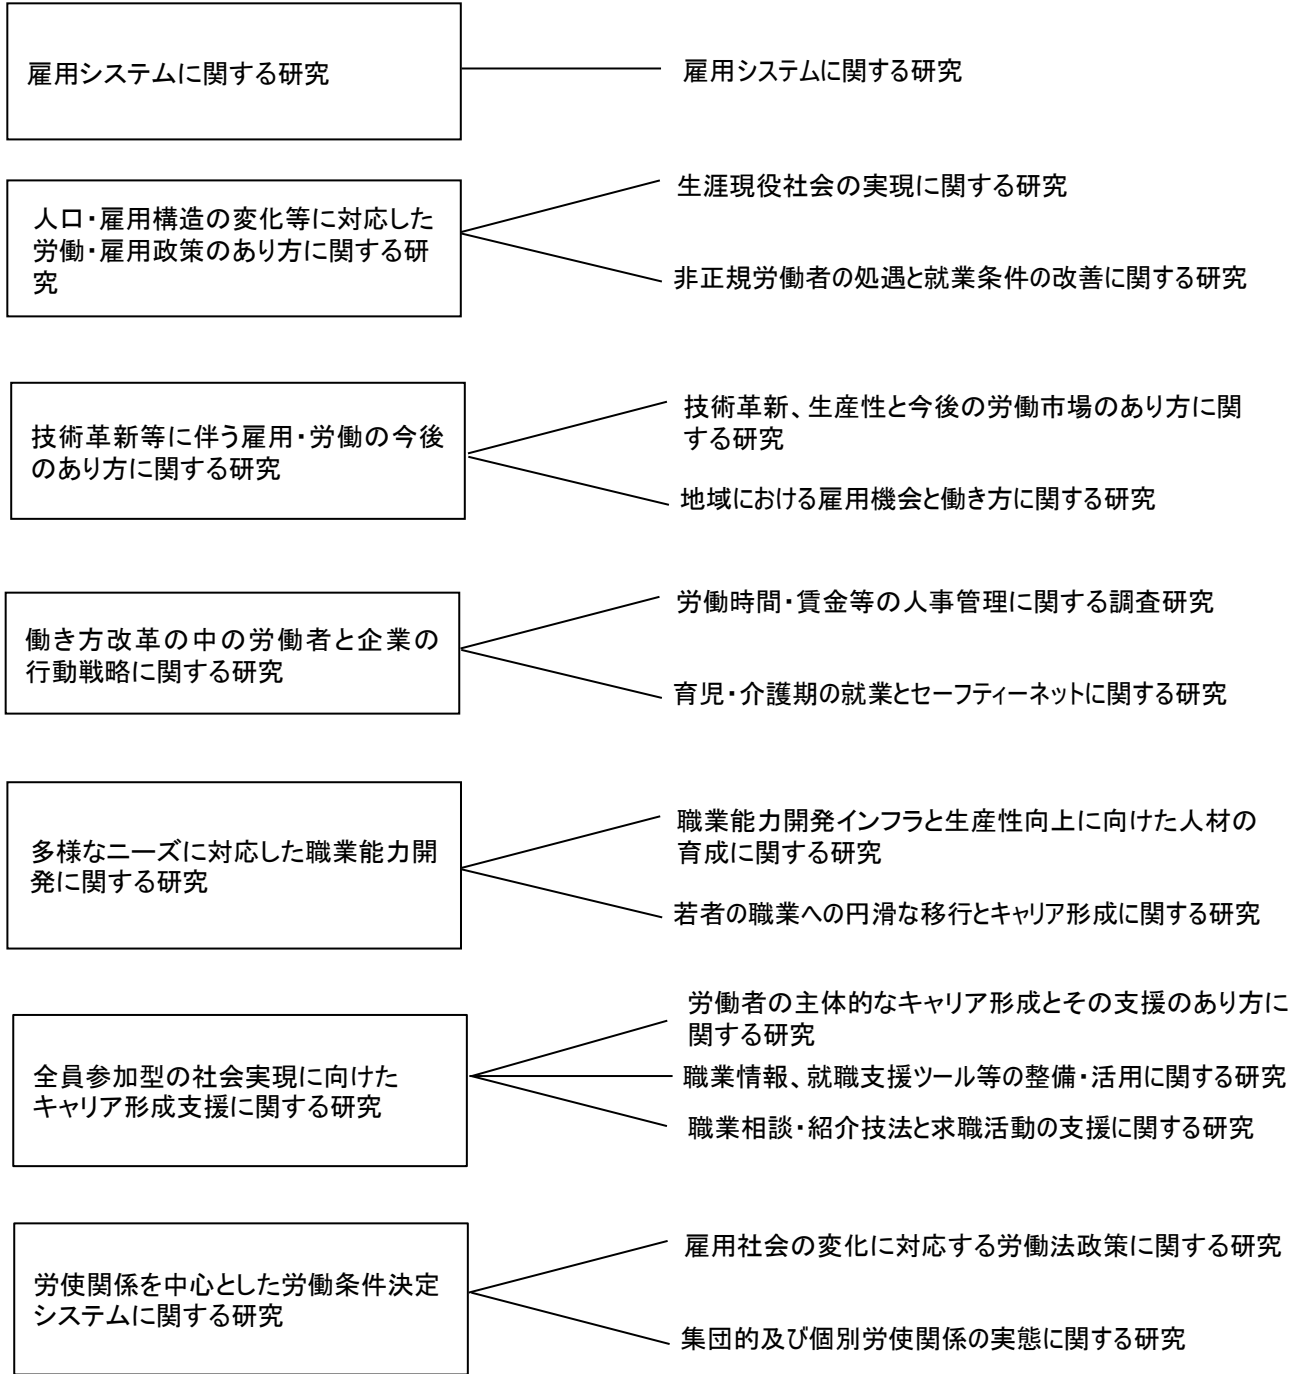 雇用システムに関する研究
雇用システムに関する研究
人口・雇用構造の変化等に対応した
労働・雇用政策のあり方に関する研
究
生涯現役社会の実現に関する研究
非正規労働者の処遇と就業条件の改善に関する研究
技術革新等に伴う雇用・労働の今後
のあり方に関する研究
技術革新、生産性と今後の労働市場のあり方に関
する研究
地域における雇用機会と働き方に関する研究
働き方改革の中の労働者と企業の
行動戦略に関する研究
労働時間・賃金等の人事管理に関する調査研究
育児・介護期の就業とセーフティーネットに関する研究
多様なニーズに対応した職業能力開
発に関する研究
職業能力開発インフラと生産性向上に向けた人材の
育成に関する研究
若者の職業への円滑な移行とキャリア形成に関する研究
全員参加型の社会実現に向けた
キャリア形成支援に関する研究
労働者の主体的なキャリア形成とその支援のあり方に
関する研究
職業情報、就職支援ツール等の整備・活用に関する研究
職業相談・紹介技法と求職活動の支援に関する研究
労使関係を中心とした労働条件決定
システムに関する研究
雇用社会の変化に対応する労働法政策に関する研究
集団的及び個別労使関係の実態に関する研究